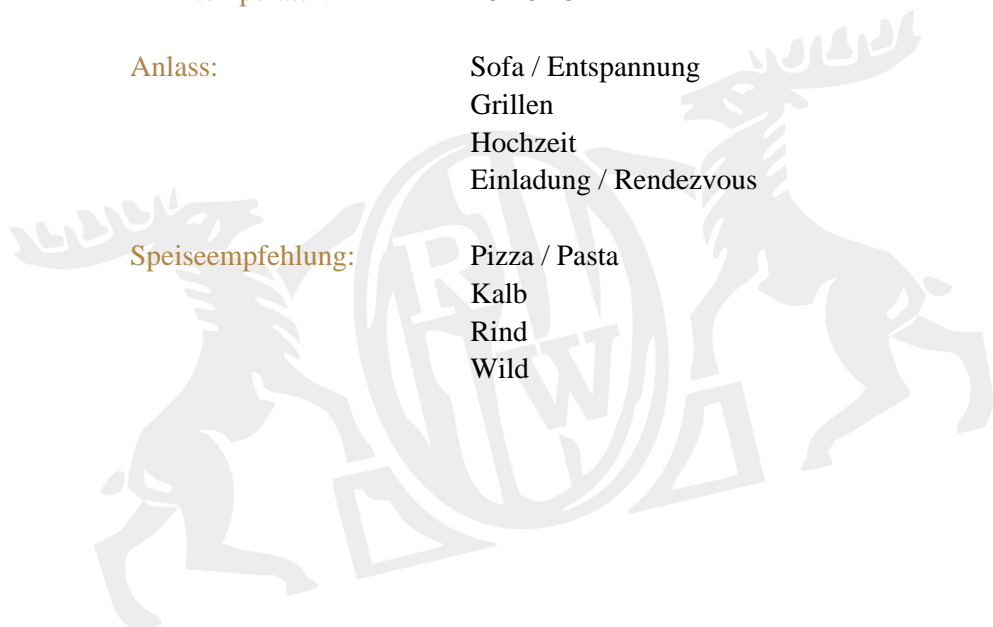 Anlass: Sofa / Entspannung
Grillen
Hochzeit
Einladung / Rendezvous
Speiseempfehlung: Pizza / Pasta
Kalb
Rind
Wild
R
W